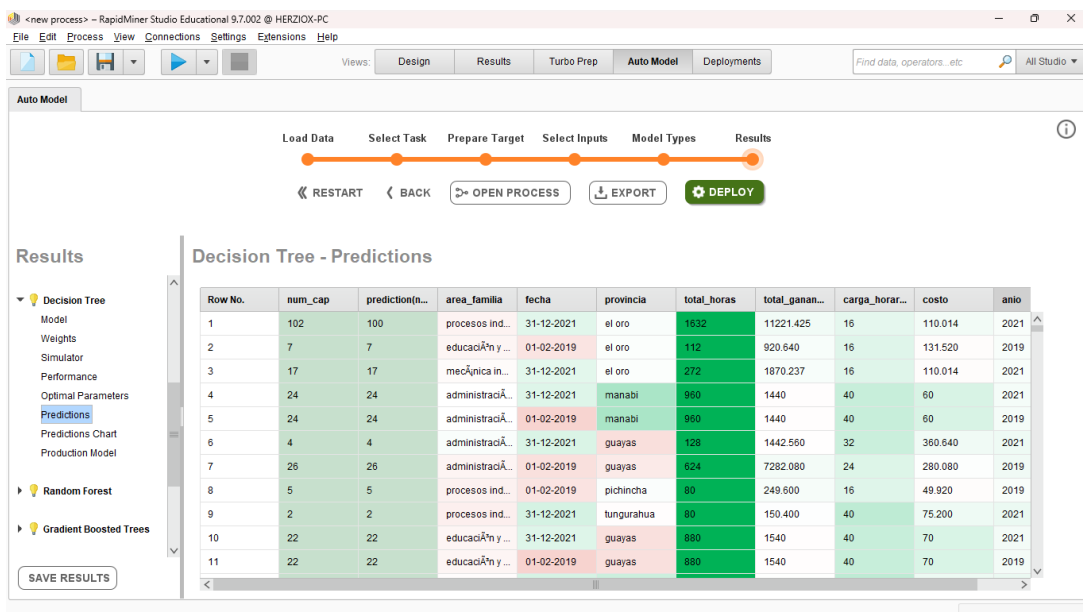 <new process> – RapidMiner Studio Educational 9.7.002 @ HERZIOX-PC
File Edit Process View Connections Settings Extensions Help
Views: Design Results Turbo Prep Auto Model Deployments Find data, operators...etc All Studio
Auto Model
Load Data Select Task Prepare Target Select Inputs Model Types Results
RESTART BACK OPEN PROCESS EXPORT DEPLOY
Results
Decision Tree
Model
Weights
Simulator
Performance
Optimal Parameters
Predictions
Predictions Chart
Production Model
Random Forest
Gradient Boosted Trees
SAVE RESULTS
Decision Tree - Predictions
Row No. num_cap prediction(n... area_familia fecha provincia total_horas total_ganan... carga_horar... costo anio
1 102 100 procesos ind... 31-12-2021 el oro 1632 11221.425 16 110.014 2021
2 7 7 educaciÃ³n y ... 01-02-2019 el oro 112 920.640 16 131.520 2019
3 17 17 mecÃ¡nica in... 31-12-2021 el oro 272 1870.237 16 110.014 2021
4 24 24 administraciÃ... 31-12-2021 manabi 960 1440 40 60 2021
5 24 24 administraciÃ... 01-02-2019 manabi 960 1440 40 60 2019
6 4 4 administraciÃ... 31-12-2021 guayas 128 1442.560 32 360.640 2021
7 26 26 administraciÃ... 01-02-2019 guayas 624 7282.080 24 280.080 2019
8 5 5 procesos ind... 01-02-2019 pichincha 80 249.600 16 49.920 2019
9 2 2 procesos ind... 31-12-2021 tungurahua 80 150.400 40 75.200 2021
10 22 22 educaciÃ³n y ... 31-12-2021 guayas 880 1540 40 70 2021
11 22 22 educaciÃ³n y ... 01-02-2019 guayas 880 1540 40 70 2019